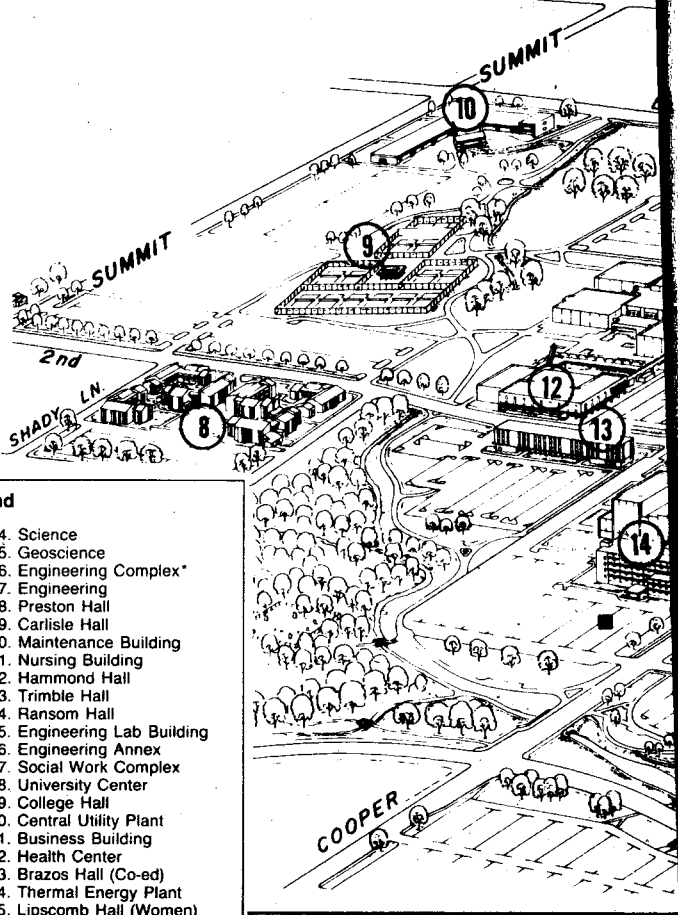 SUMMIT
10
9
SUMMIT
2nd
SHADY LN.
8
12
13
14
nd
4. Science
5. Geoscience
6. Engineering Complex*
7. Engineering
8. Preston Hall
9. Carlisle Hall
0. Maintenance Building
1. Nursing Building
2. Hammond Hall
3. Trimble Hall
4. Ransom Hall
5. Engineering Lab Building
6. Engineering Annex
7. Social Work Complex
8. University Center
9. College Hall
0. Central Utility Plant
1. Business Building
2. Health Center
3. Brazos Hall (Co-ed)
4. Thermal Energy Plant
5. Lipscomb Hall (Women)
COOPER